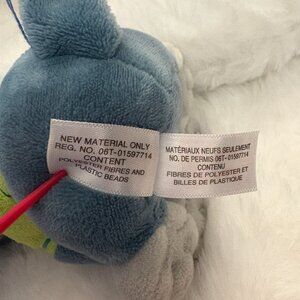 NEW MATERIAL ONLY
REG. NO. 06T-01597714
CONTENT
POLYESTER FIBRES AND
PLASTIC BEADS
MATÉRIAUX NEUFS SEULEMENT
NO. DE PERMIS 06T-01597714
CONTENU
FIBRES DE POLYESTER ET
BILLES DE PLASTIQUE